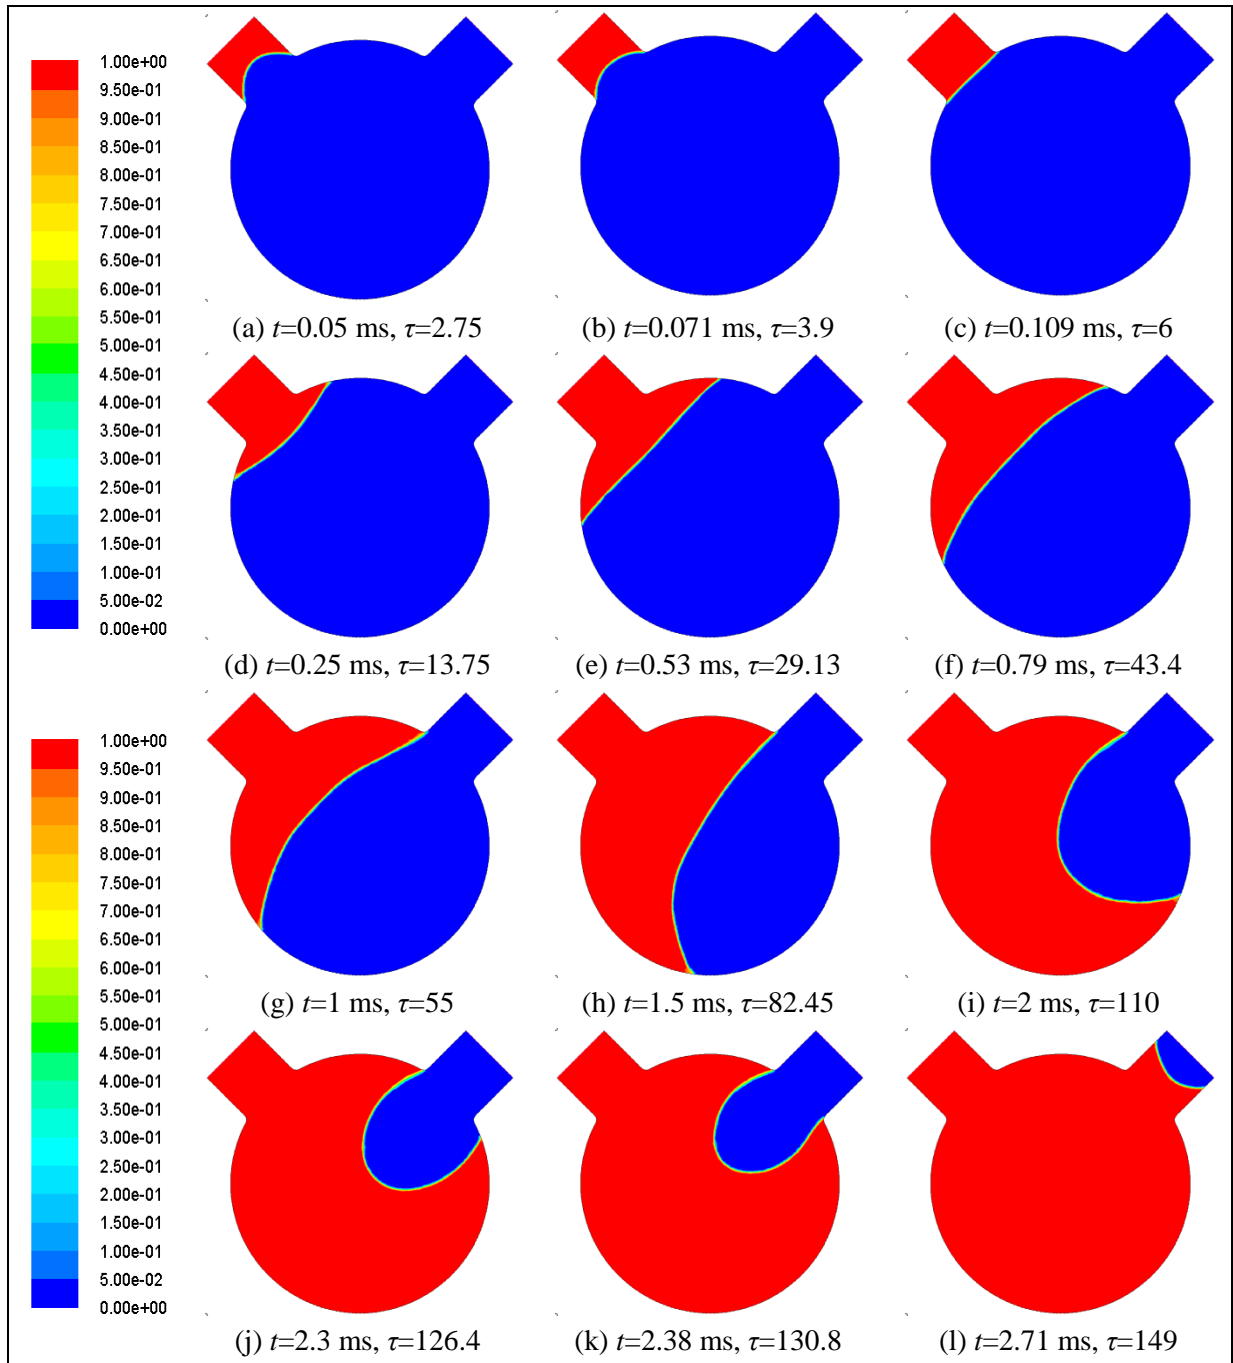 1.00e+00
9.50e-01
9.00e-01
8.50e-01
8.00e-01
7.50e-01
7.00e-01
6.50e-01
6.00e-01
5.50e-01
5.00e-01
4.50e-01
4.00e-01
3.50e-01
3.00e-01
2.50e-01
2.00e-01
1.50e-01
1.00e-01
5.00e-02
0.00e+00
(a) t=0.05 ms, τ=2.75
(b) t=0.071 ms, τ=3.9
(c) t=0.109 ms, τ=6
(d) t=0.25 ms, τ=13.75
(e) t=0.53 ms, τ=29.13
(f) t=0.79 ms, τ=43.4
1.00e+00
9.50e-01
9.00e-01
8.50e-01
8.00e-01
7.50e-01
7.00e-01
6.50e-01
6.00e-01
5.50e-01
5.00e-01
4.50e-01
4.00e-01
3.50e-01
3.00e-01
2.50e-01
2.00e-01
1.50e-01
1.00e-01
5.00e-02
0.00e+00
(g) t=1 ms, τ=55
(h) t=1.5 ms, τ=82.45
(i) t=2 ms, τ=110
(j) t=2.3 ms, τ=126.4
(k) t=2.38 ms, τ=130.8
(l) t=2.71 ms, τ=149